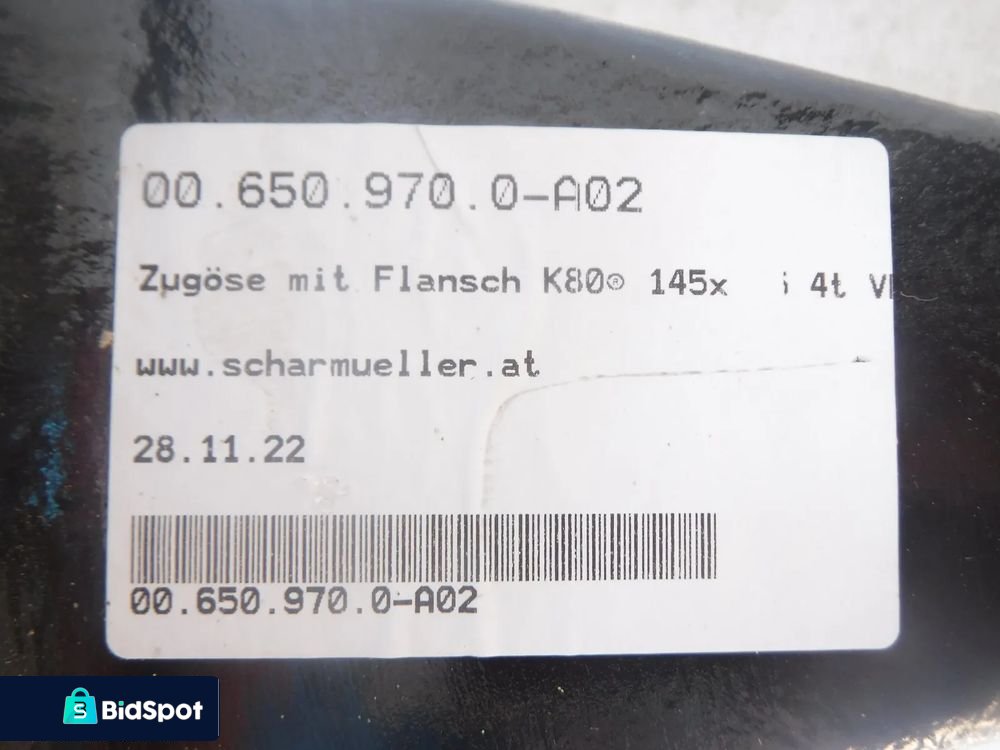 00.650.970.0-A02
Zugöse mit Flansch K80® 145x 4t
www.scharmueller.at
28.11.22
00.650.970.0-A02
BidSpot